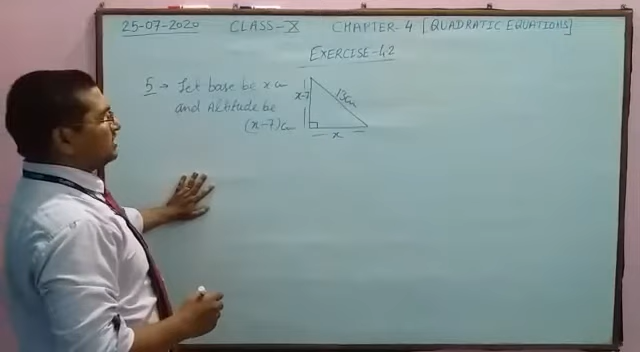 25-07-2020 CLASS-X CHAPTER-4 [QUADRATIC EQUATIONS]
EXERCISE-4.2
5 → Let base be x cm
and Altitude be
(x-7)cm
x-7
13cm
x